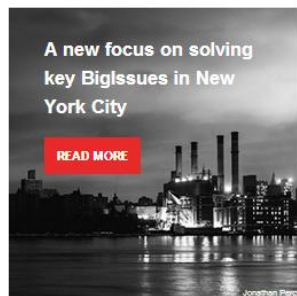 A new focus on solving
key BigIssues in New
York City
READ MORE
Jonathan